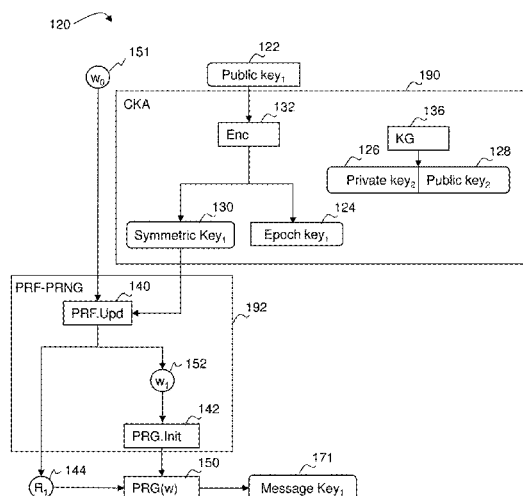 120
151
w0
122
Public key1
190
CKA
132
Enc
136
KG
126
128
Private key2
Public key2
130
Symmetric Key1
124
Epoch key1
PRF-PRNG
140
PRF.Upd
192
152
w1
142
PRG.Init
144
R1
150
PRG(w)
171
Message Key1